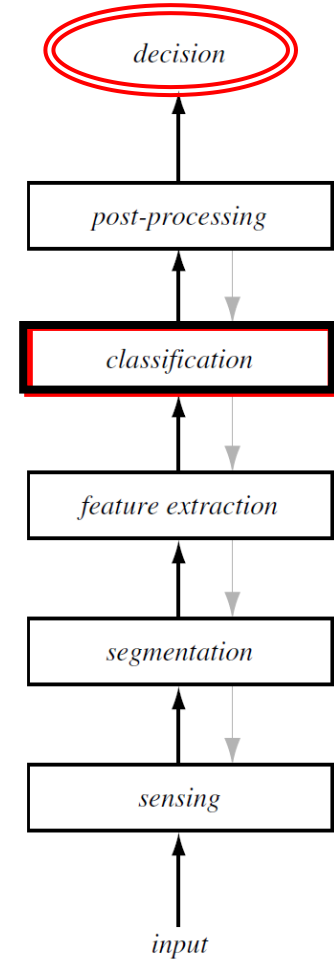 decision
post-processing
classification
feature extraction
segmentation
sensing
input